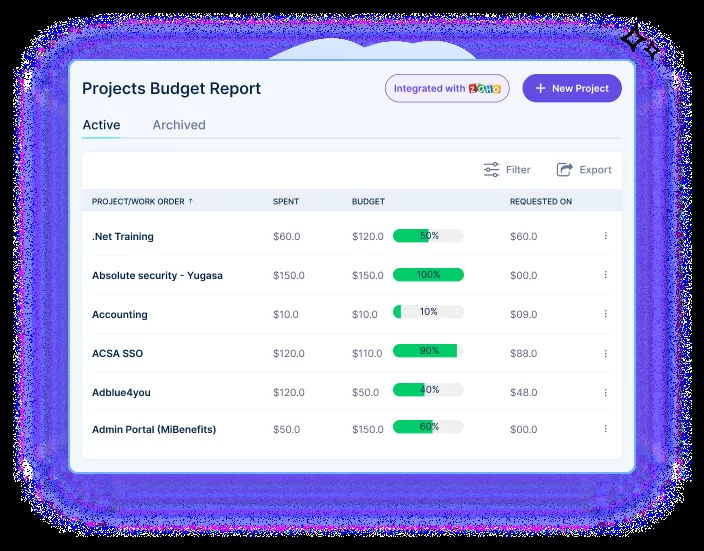 Projects Budget Report
Integrated with ZOHO
+ New Project
Active Archived
Filter Export
PROJECT/WORK ORDER ↑ SPENT BUDGET REQUESTED ON
.Net Training $60.0 $120.0 50% $60.0
Absolute security - Yugasa $150.0 $150.0 100% $00.0
Accounting $10.0 $10.0 10% $09.0
ACSA SSO $120.0 $110.0 90% $88.0
Adblue4you $120.0 $50.0 40% $48.0
Admin Portal (MiBenefits) $50.0 $150.0 60% $00.0